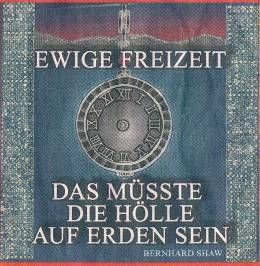 EWIGE FREIZEIT
DAS MÜSSTE
DIE HÖLLE
AUF ERDEN SEIN
BERNHARD SHAW